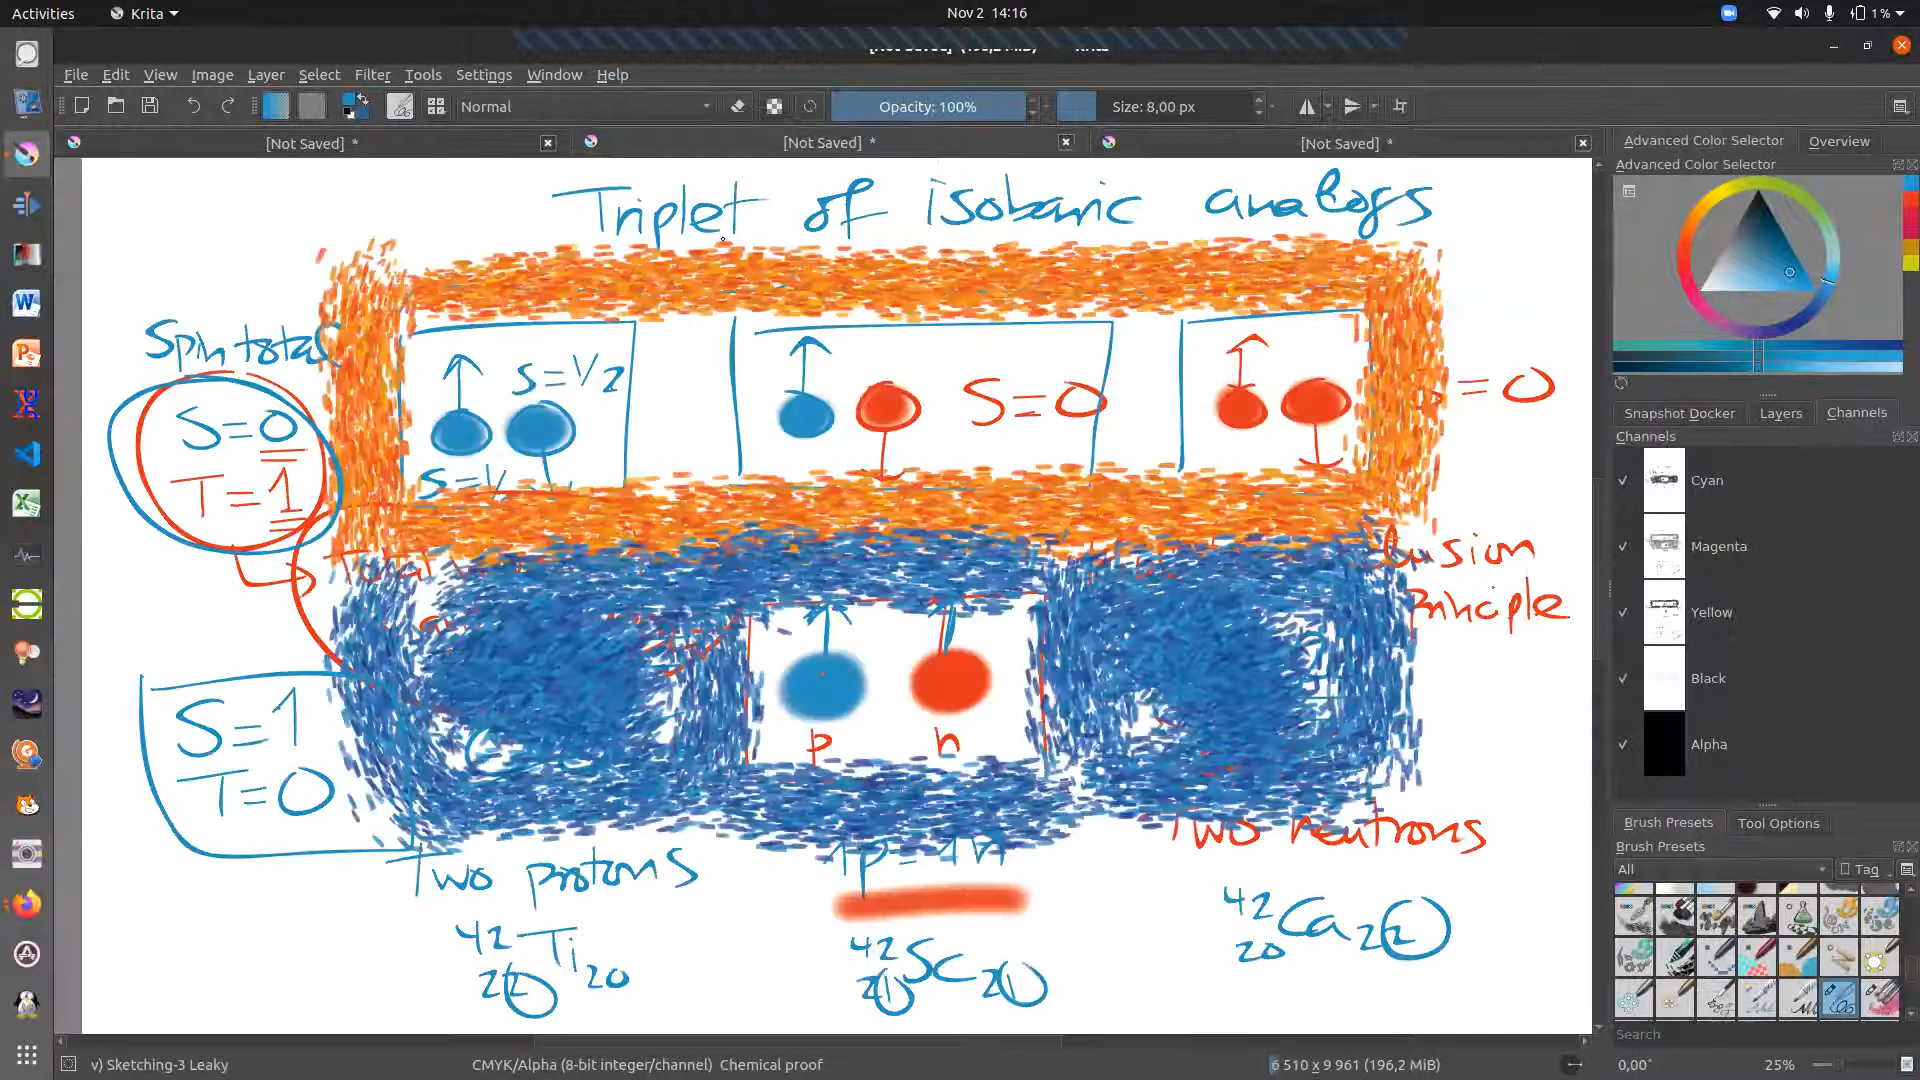 Activities
Krita
Nov 2 14:16
1 %
File Edit View Image Layer Select Filter Tools Settings Window Help
Normal
Opacity: 100%
Size: 8,00 px
[Not Saved] *
[Not Saved] *
[Not Saved] *
Triplet of isobaric analogs
Spin total
S=0
T=1
S=1/2
S=0
=0
Principle
S=1
T=0
p
n
Two protons
1p=1n
Two neutrons
42
22
Ti
20
42
21
Sc
21
42
20
Ca
22
Advanced Color Selector
Overview
Advanced Color Selector
Snapshot Docker
Layers
Channels
Channels
Cyan
Magenta
Yellow
Black
Alpha
Brush Presets
Tool Options
Brush Presets
All
Tag
Search
v) Sketching-3 Leaky
CMYK/Alpha (8-bit integer/channel) Chemical proof
6 510 x 9 961 (196,2 MiB)
0,00°
25%